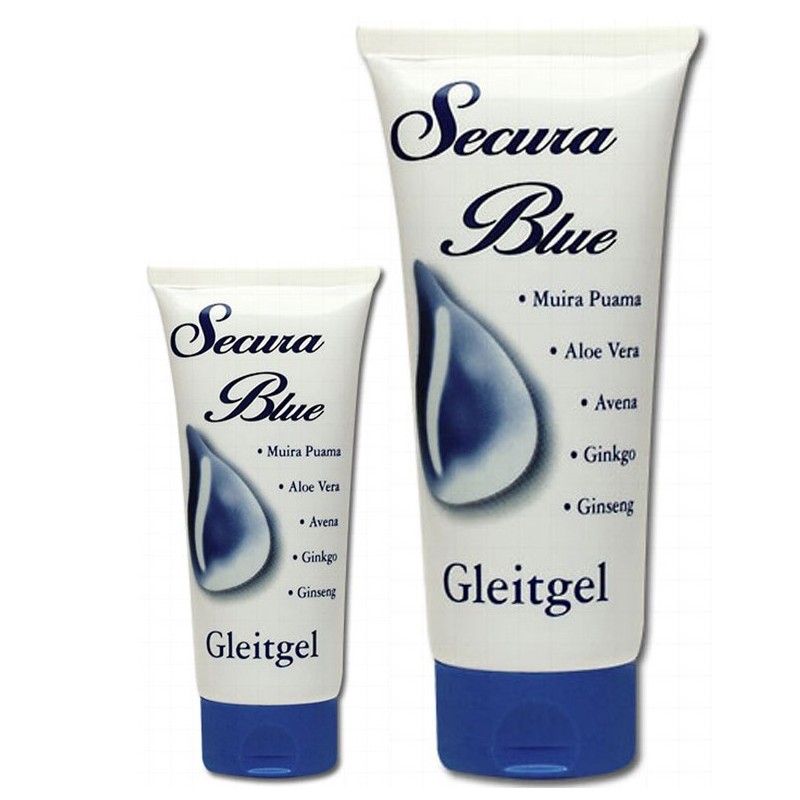 Secura
Blue
• Muira Puama
• Aloe Vera
• Avena
• Ginkgo
• Ginseng
Gleitgel
Secura
Blue
• Muira Puama
• Aloe Vera
• Avena
• Ginkgo
• Ginseng
Gleitgel